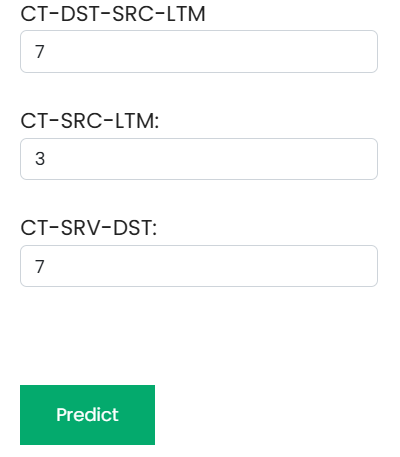 CT-DST-SRC-LTM
7
CT-SRC-LTM:
3
CT-SRV-DST:
7
Predict